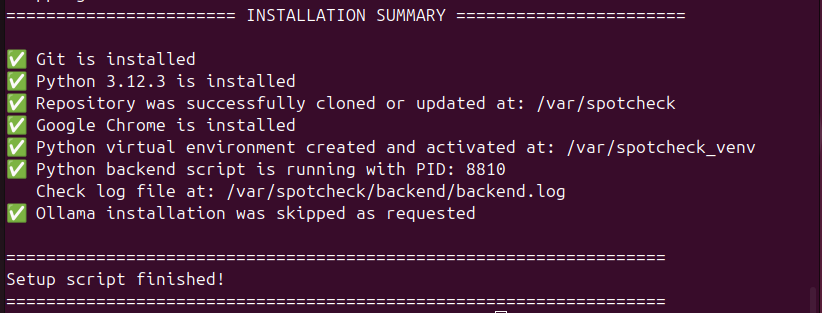 ======================= INSTALLATION SUMMARY =======================
✅ Git is installed
✅ Python 3.12.3 is installed
✅ Repository was successfully cloned or updated at: /var/spotcheck
✅ Google Chrome is installed
✅ Python virtual environment created and activated at: /var/spotcheck_venv
✅ Python backend script is running with PID: 8810
Check log file at: /var/spotcheck/backend/backend.log
✅ Ollama installation was skipped as requested
==================================================================
Setup script finished!
==================================================================